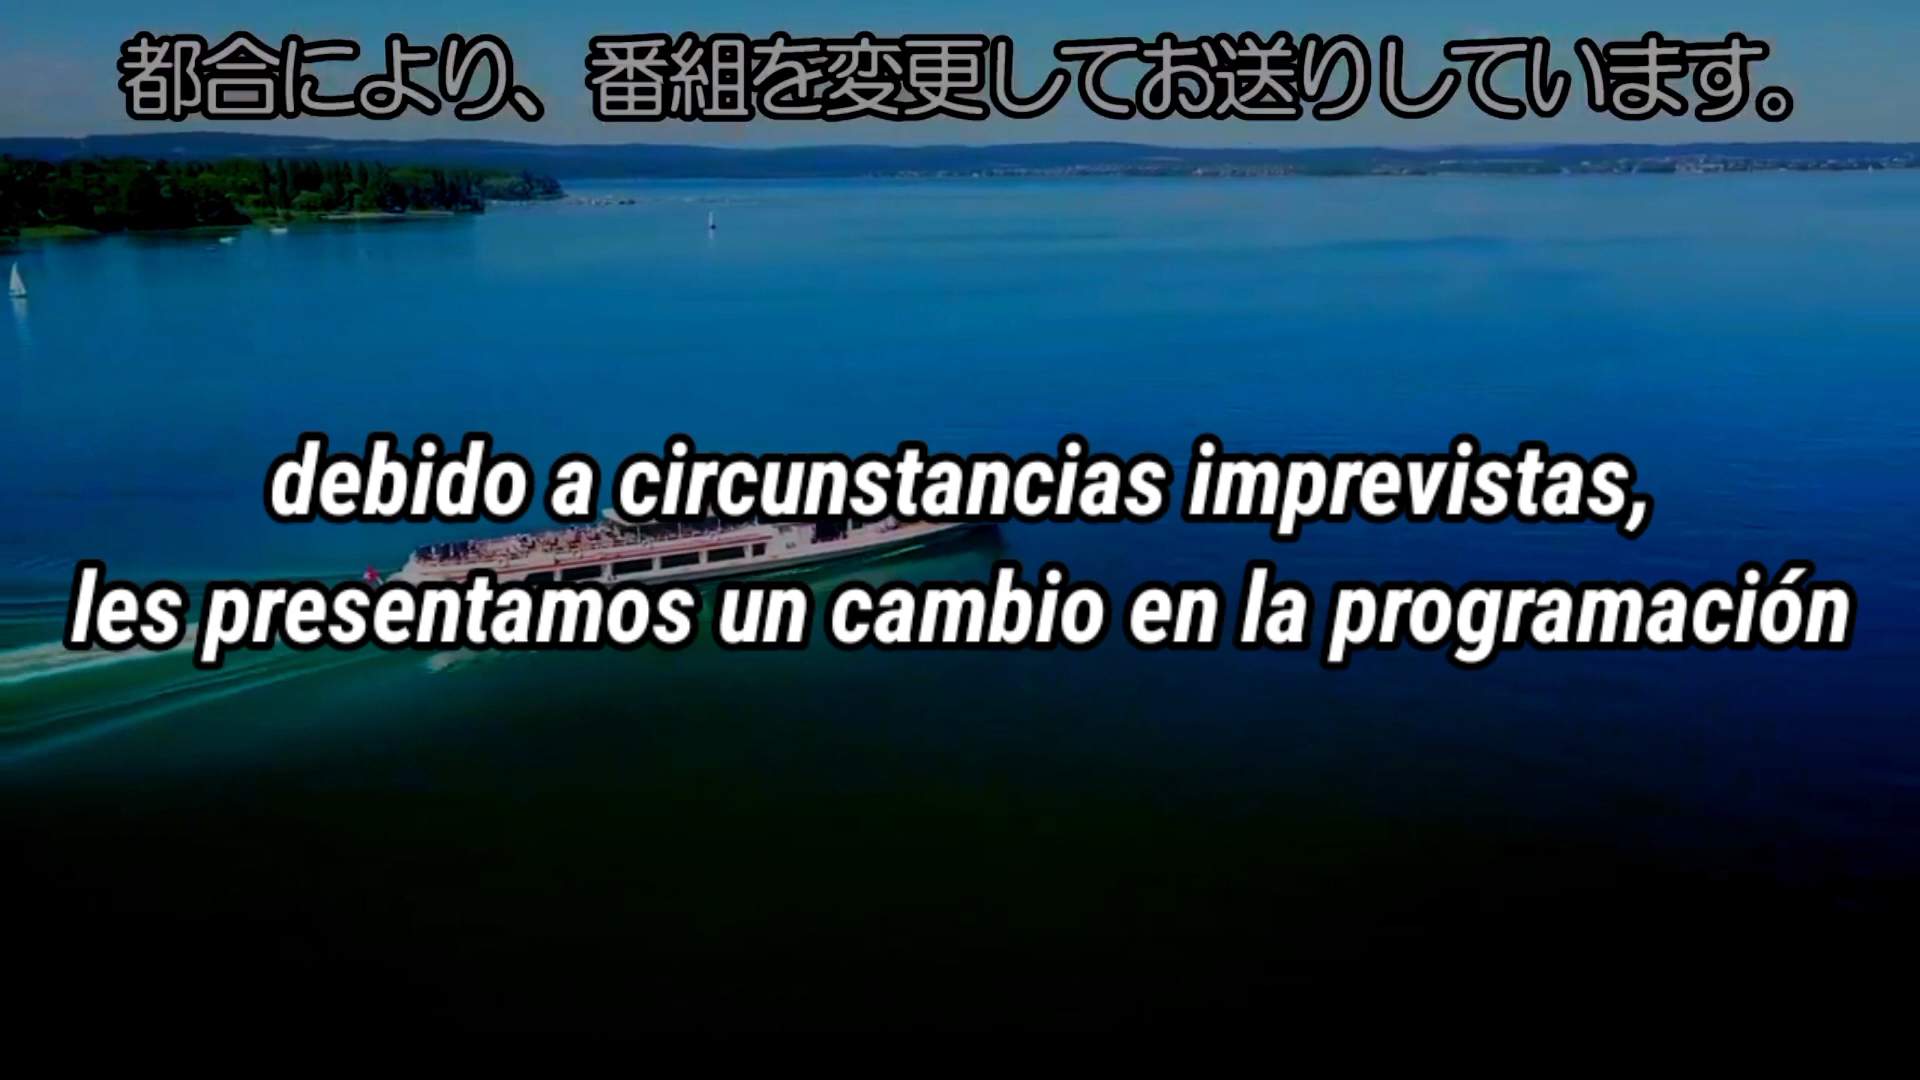 都合により、番組を変更してお送りしています。
debido a circunstancias imprevistas,
les presentamos un cambio en la programación